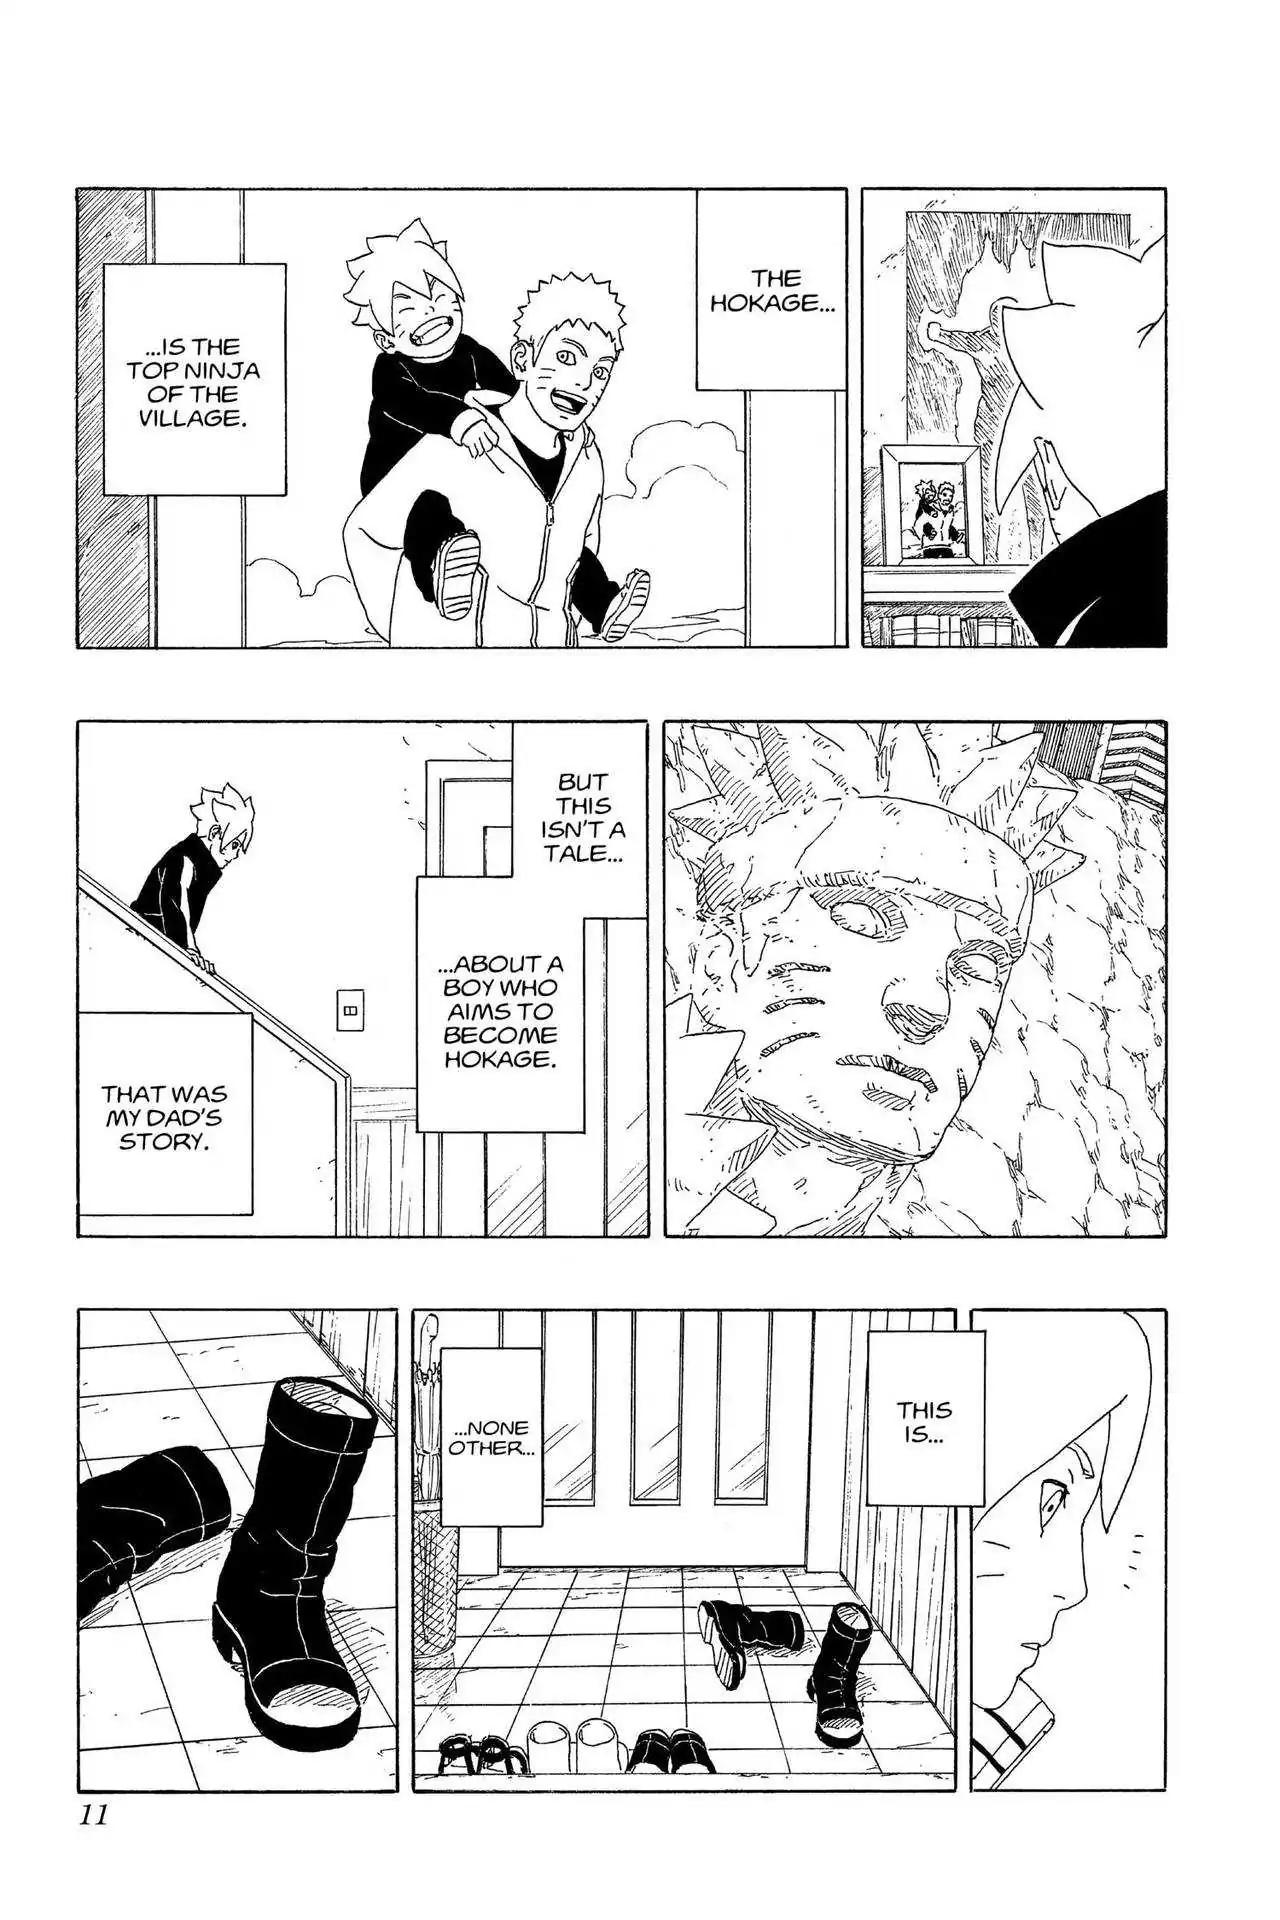 THE
HOKAGE...
...IS THE
TOP NINJA
OF THE
VILLAGE.
BUT
THIS
ISN'T A
TALE...
...ABOUT A
BOY WHO
AIMS TO
BECOME
HOKAGE.
THAT WAS
MY DAD'S
STORY.
THIS
IS...
...NONE
OTHER...
11